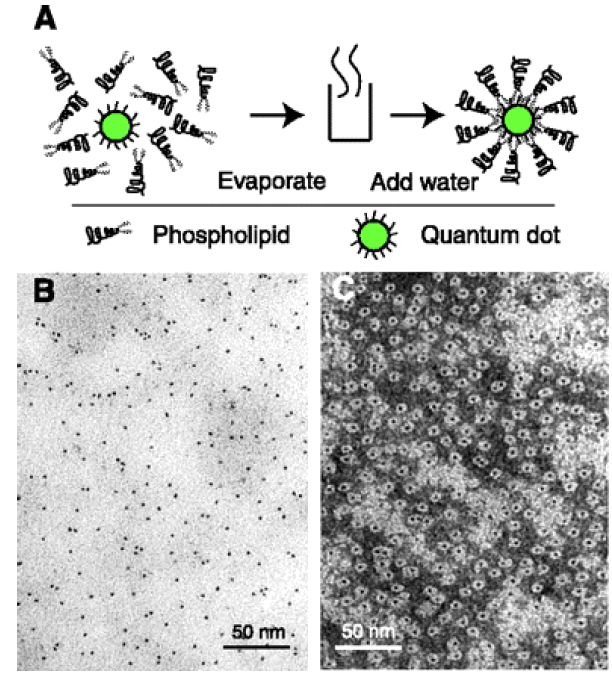 A
Evaporate Add water
Phospholipid Quantum dot
B C
50 nm 50 nm